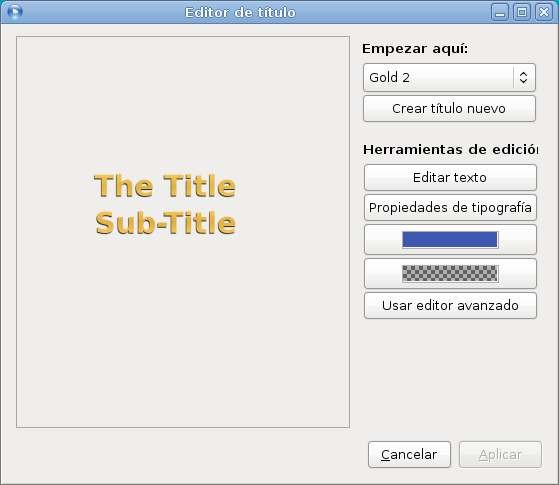 Editor de título
Empezar aquí:
Gold 2
Crear título nuevo
The Title
Sub-Title
Herramientas de edición
Editar texto
Propiedades de tipografía
Usar editor avanzado
Cancelar
Aplicar